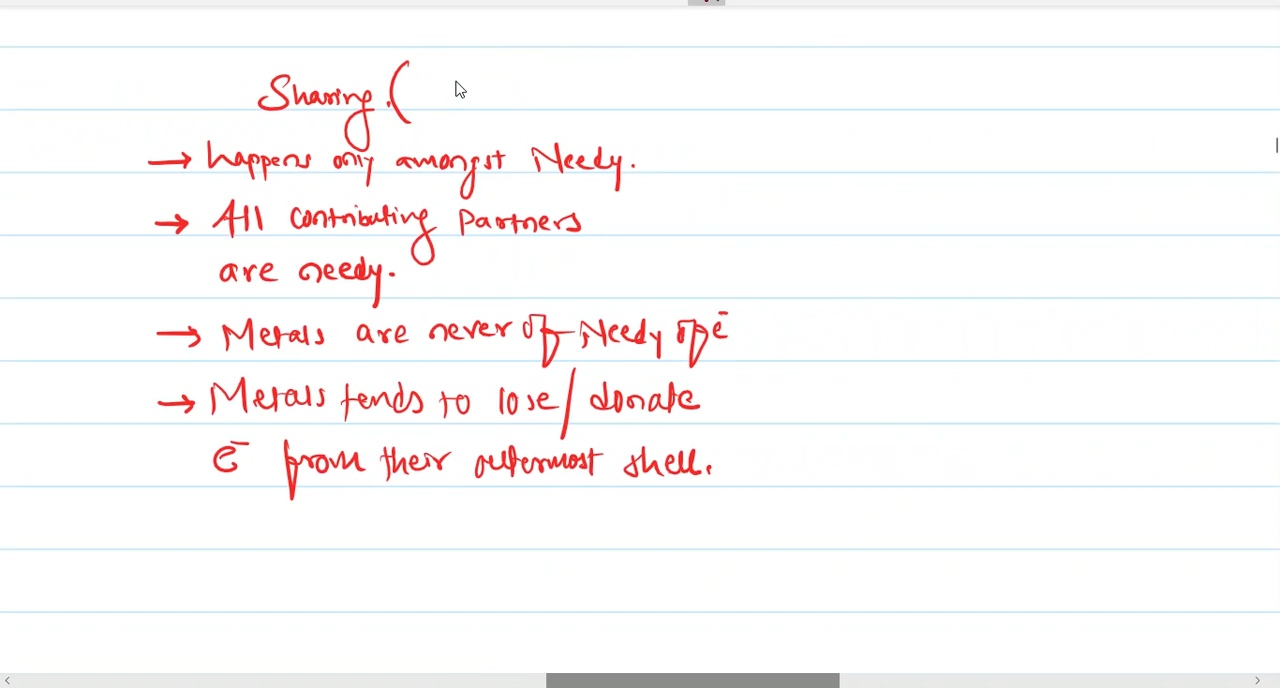 Sharing. (
→ happens only amongst Needy.
→ All contributing Partners
are needy.
→ Metals are never of Needy of e⁻
→ Metals tends to lose/donate
e⁻ from their outermost shell.